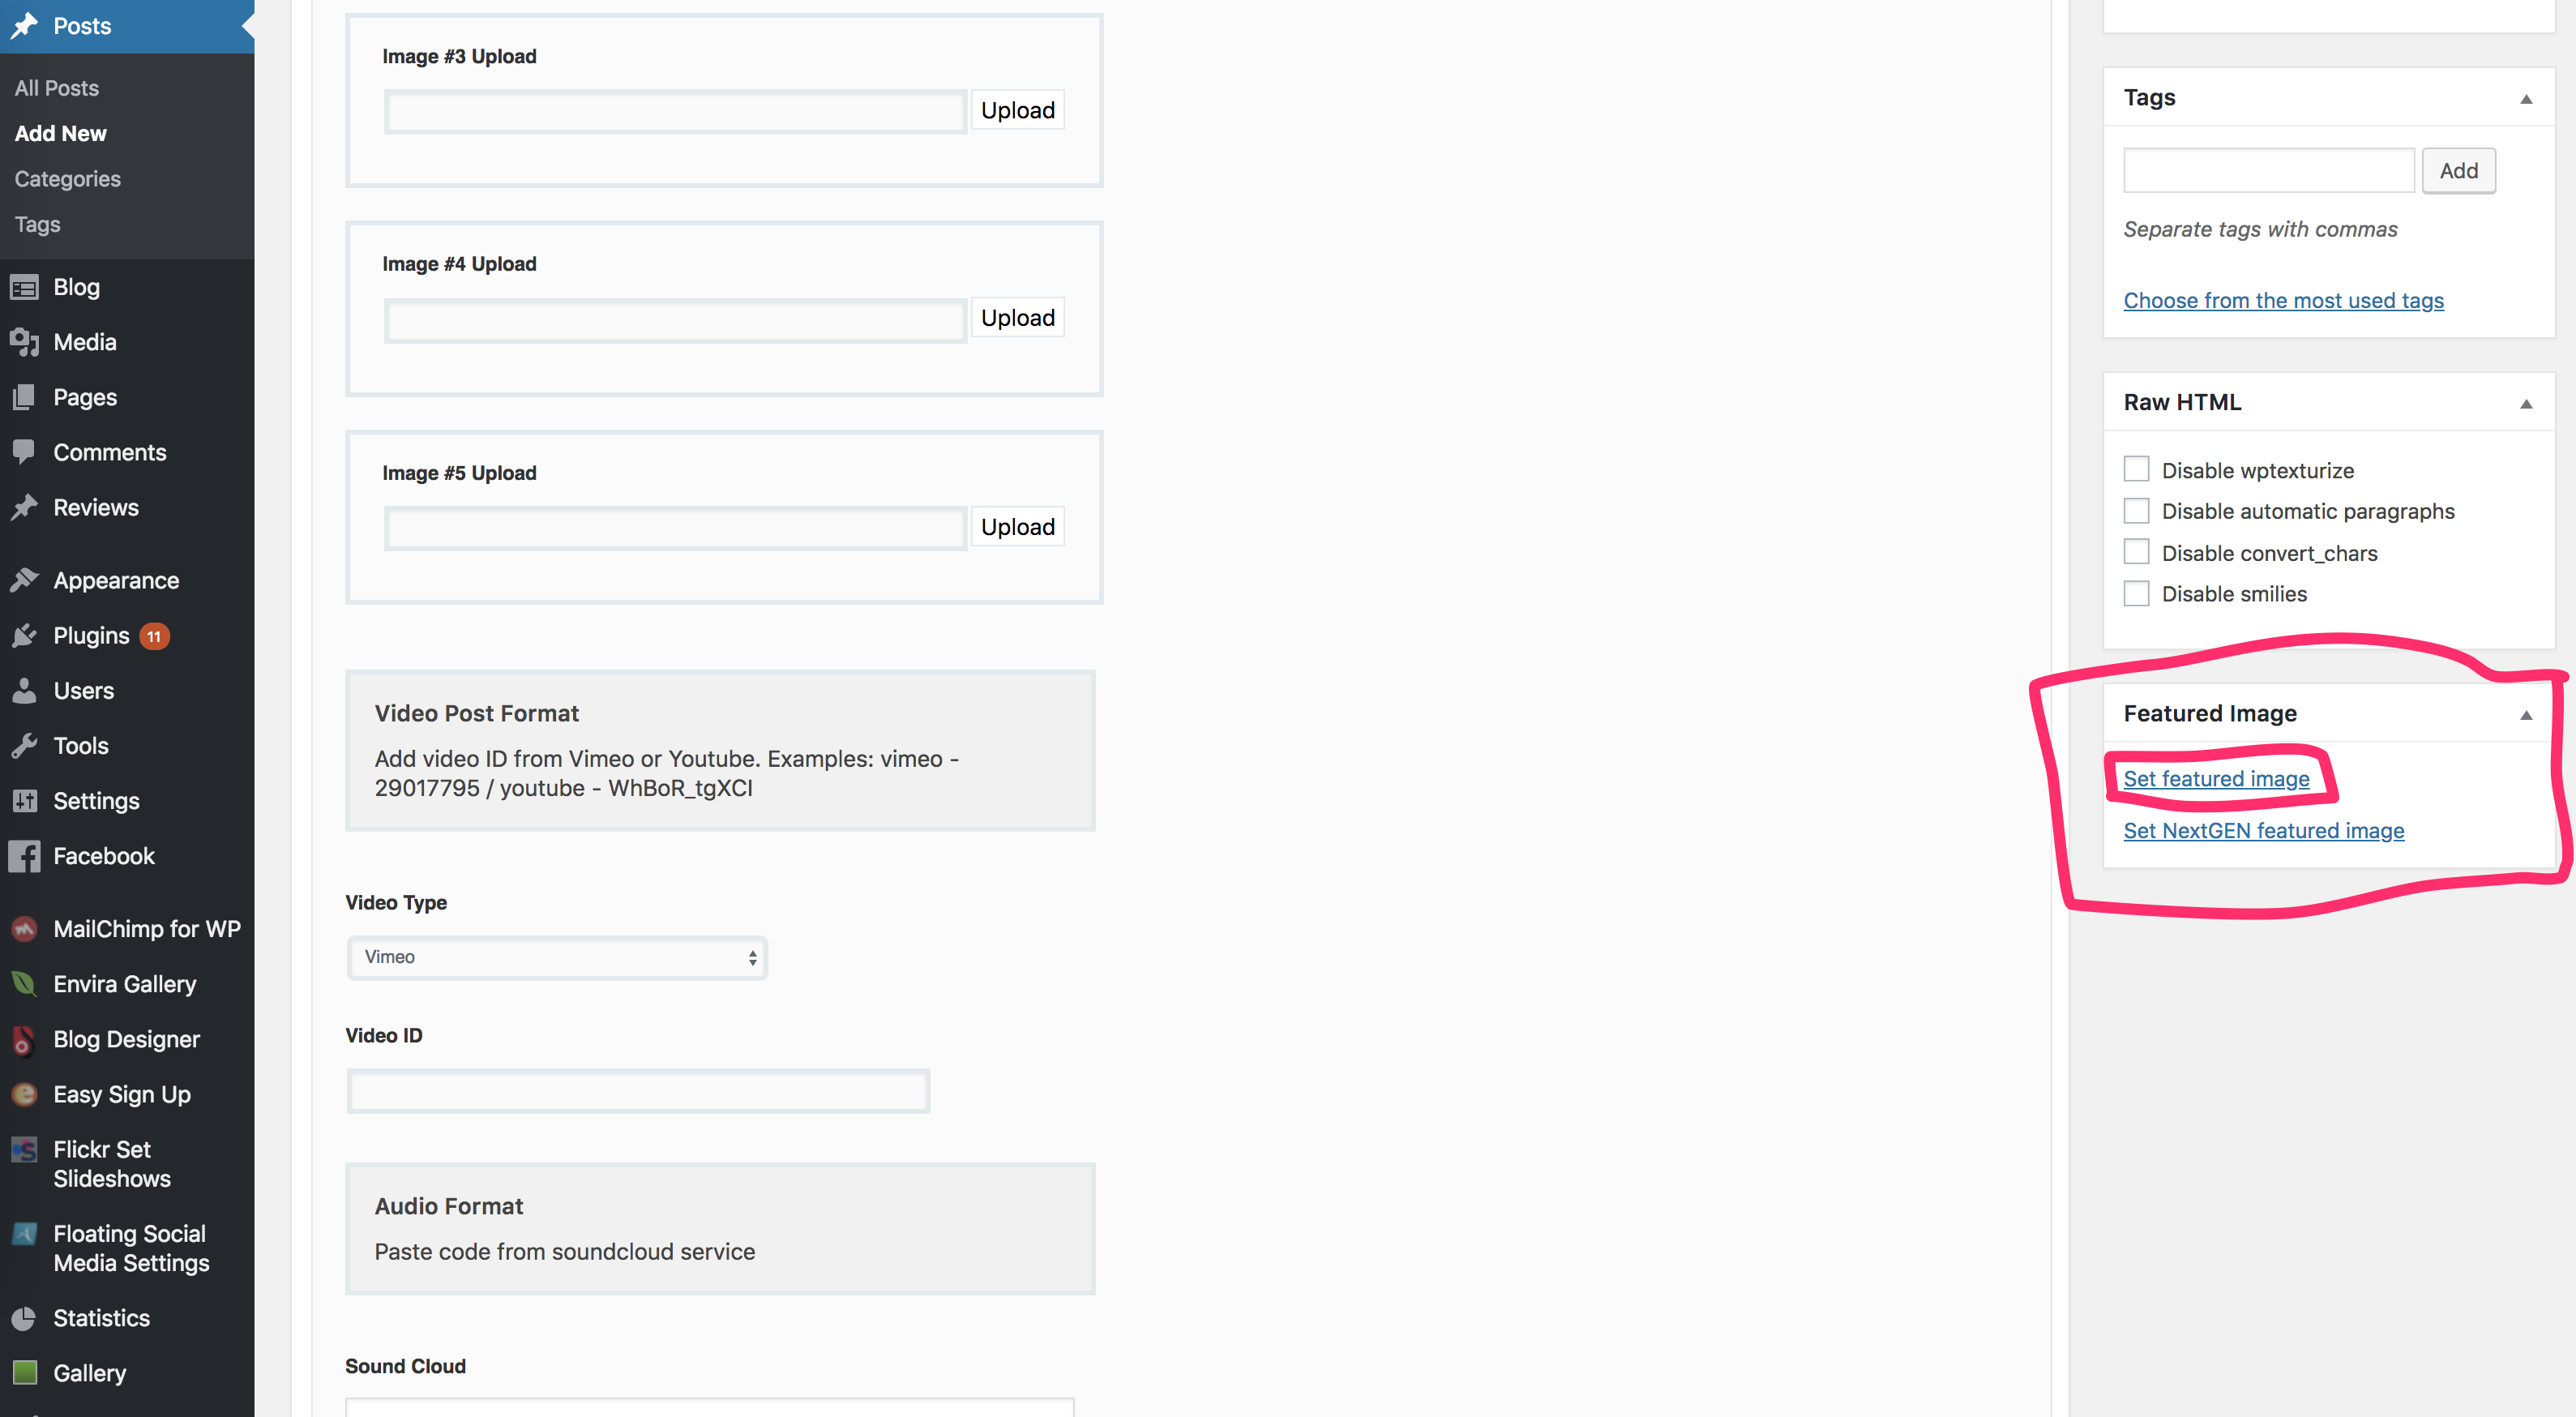 Posts
All Posts
Add New
Categories
Tags
Blog
Media
Pages
Comments
Reviews
Appearance
Plugins 11
Users
Tools
Settings
Facebook
MailChimp for WP
Envira Gallery
Blog Designer
Easy Sign Up
Flickr Set
Slideshows
Floating Social
Media Settings
Statistics
Gallery
Image #3 Upload
Upload
Image #4 Upload
Upload
Image #5 Upload
Upload
Video Post Format
Add video ID from Vimeo or Youtube. Examples: vimeo -
29017795 / youtube - WhBoR_tgXCI
Video Type
Vimeo
Video ID
Audio Format
Paste code from soundcloud service
Sound Cloud
Tags
Add
Separate tags with commas
Choose from the most used tags
Raw HTML
Disable wptexturize
Disable automatic paragraphs
Disable convert_chars
Disable smilies
Featured Image
Set featured image
Set NextGEN featured image